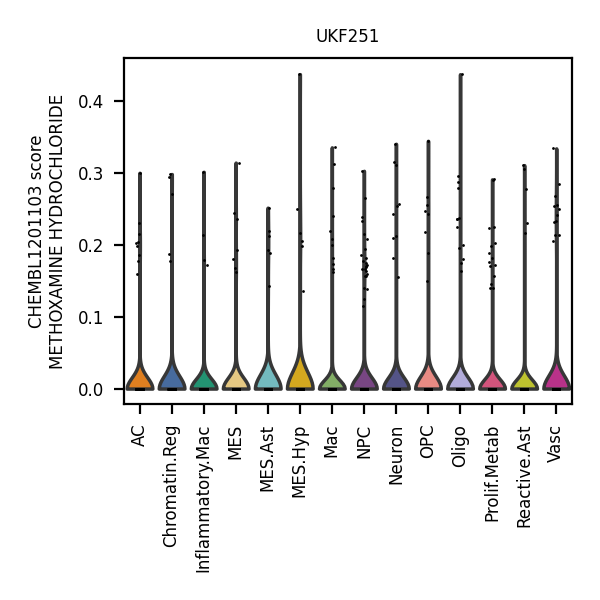 UKF251
CHEMBL1201103 score
METHOXAMINE HYDROCHLORIDE
0.4
0.3
0.2
0.1
0.0
AC
Chromatin.Reg
Inflammatory.Mac
MES
MES.Ast
MES.Hyp
Mac
NPC
Neuron
OPC
Oligo
Prolif.Metab
Reactive.Ast
Vasc